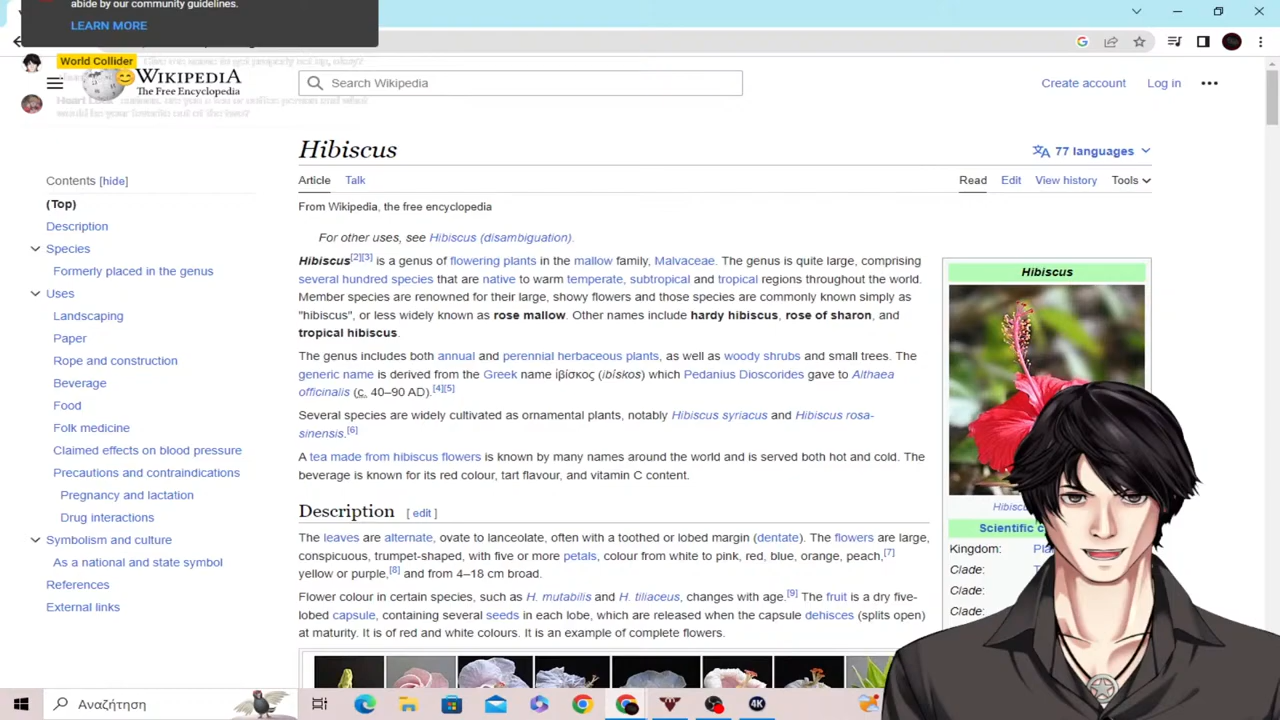 abide by our community guidelines.
LEARN MORE
World Collider
WIKIPEDIA
The Free Encyclopedia
Search Wikipedia
Create account
Log in
Hibiscus
77 languages
Article Talk
Read Edit View history Tools
From Wikipedia, the free encyclopedia
Contents [hide]
(Top)
Description
Species
Formerly placed in the genus
Uses
Landscaping
Paper
Rope and construction
Beverage
Food
Folk medicine
Claimed effects on blood pressure
Precautions and contraindications
Pregnancy and lactation
Drug interactions
Symbolism and culture
As a national and state symbol
References
External links
For other uses, see Hibiscus (disambiguation).
Hibiscus[2][3] is a genus of flowering plants in the mallow family, Malvaceae. The genus is quite large, comprising
several hundred species that are native to warm temperate, subtropical and tropical regions throughout the world.
Member species are renowned for their large, showy flowers and those species are commonly known simply as
"hibiscus", or less widely known as rose mallow. Other names include hardy hibiscus, rose of sharon, and
tropical hibiscus.
The genus includes both annual and perennial herbaceous plants, as well as woody shrubs and small trees. The
generic name is derived from the Greek name ἰβίσκος (ibískos) which Pedanius Dioscorides gave to Althaea
officinalis (c. 40–90 AD).[4][5]
Several species are widely cultivated as ornamental plants, notably Hibiscus syriacus and Hibiscus rosa-
sinensis.[6]
A tea made from hibiscus flowers is known by many names around the world and is served both hot and cold. The
beverage is known for its red colour, tart flavour, and vitamin C content.
Description [ edit ]
The leaves are alternate, ovate to lanceolate, often with a toothed or lobed margin (dentate). The flowers are large,
conspicuous, trumpet-shaped, with five or more petals, colour from white to pink, red, blue, orange, peach,[7]
yellow or purple,[8] and from 4–18 cm broad.
Flower colour in certain species, such as H. mutabilis and H. tiliaceus, changes with age.[9] The fruit is a dry five-
lobed capsule, containing several seeds in each lobe, which are released when the capsule dehisces (splits open)
at maturity. It is of red and white colours. It is an example of complete flowers.
Hibiscus
Scientific
Kingdom:
Clade:
Clade:
Clade:
Αναζήτηση
4K